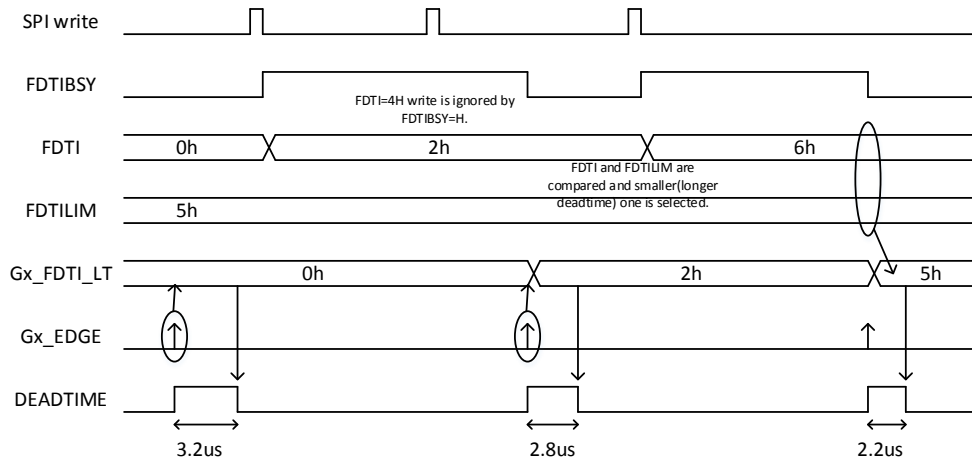 SPI write
FDTIBSY
FDTI=4H write is ignored by
FDTIBSY=H.
FDTI
0h
2h
6h
FDTI and FDTILIM are
compared and smaller(longer
deadtime) one is selected.
FDTILIM
5h
Gx_FDTI_LT
0h
2h
5h
Gx_EDGE
DEADTIME
3.2us
2.8us
2.2us